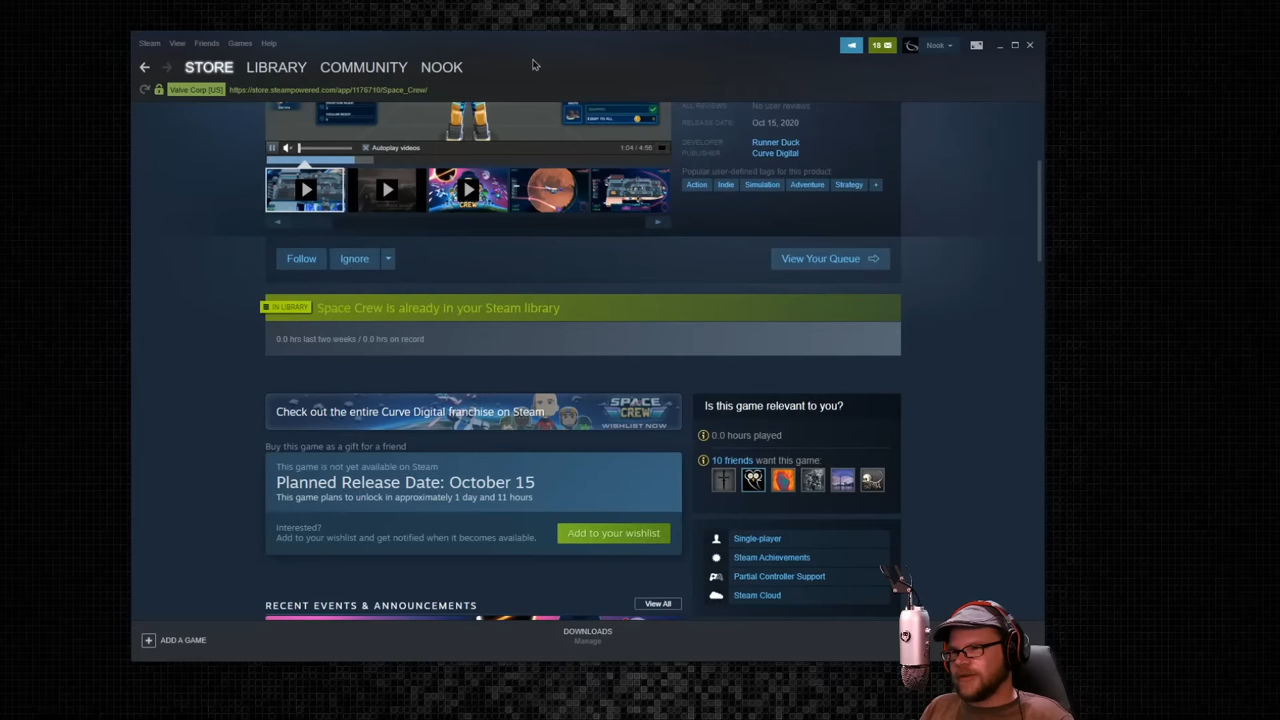 Steam View Friends Games Help
18 Nook
STORE LIBRARY COMMUNITY NOOK
Valve Corp [US] https://store.steampowered.com/app/1176710/Space_Crew/
ALL REVIEWS: No user reviews
RELEASE DATE: Oct 15, 2020
DEVELOPER: Runner Duck
PUBLISHER: Curve Digital
Autoplay videos 1:04 / 4:56
Popular user-defined tags for this product:
Action Indie Simulation Adventure Strategy +
Follow Ignore View Your Queue
IN LIBRARY Space Crew is already in your Steam library
0.0 hrs last two weeks / 0.0 hrs on record
Check out the entire Curve Digital franchise on Steam
SPACE CREW
WISHLIST NOW
Is this game relevant to you?
0.0 hours played
10 friends want this game:
Buy this game as a gift for a friend
This game is not yet available on Steam
Planned Release Date: October 15
This game plans to unlock in approximately 1 day and 11 hours
Interested?
Add to your wishlist and get notified when it becomes available.
Add to your wishlist
Single-player
Steam Achievements
Partial Controller Support
Steam Cloud
RECENT EVENTS & ANNOUNCEMENTS View All
ADD A GAME
DOWNLOADS
Manage